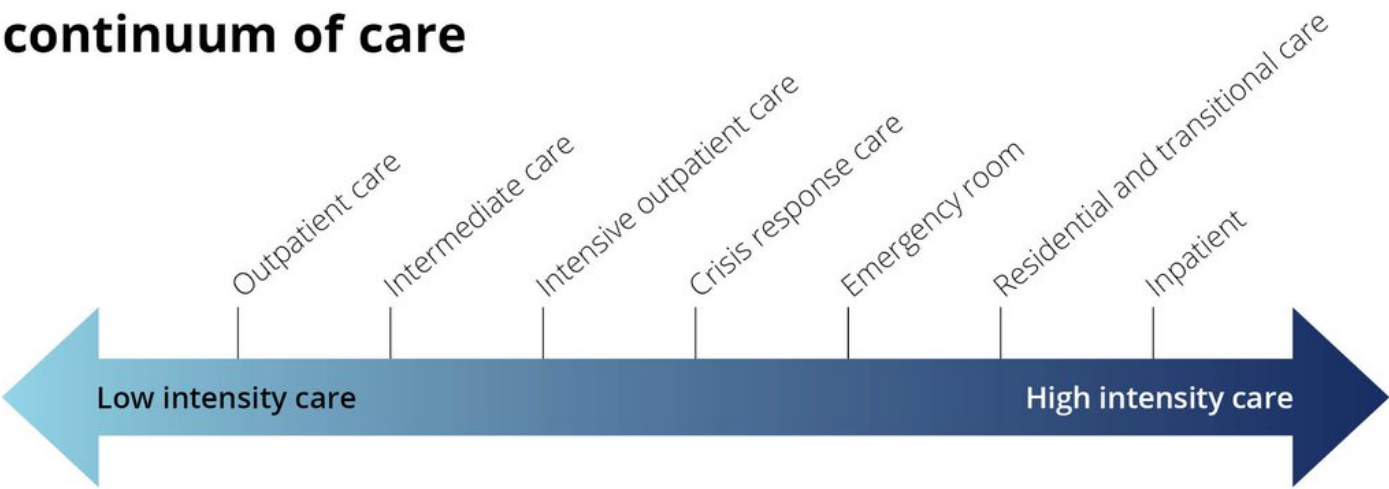 continuum of care
Outpatient care
Intermediate care
Intensive outpatient care
Crisis response care
Emergency room
Residential and transitional care
Inpatient
Low intensity care
High intensity care